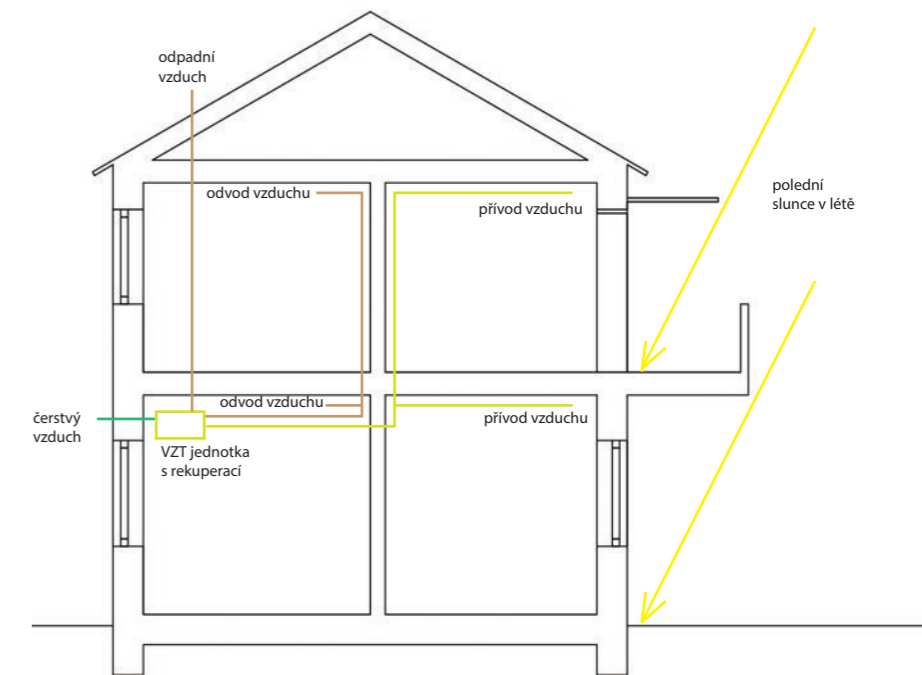 odpadní
vzduch
odvod vzduchu
přívod vzduchu
polední
slunce v létě
odvod vzduchu
přívod vzduchu
čerstvý
vzduch
VZT jednotka
s rekuperací